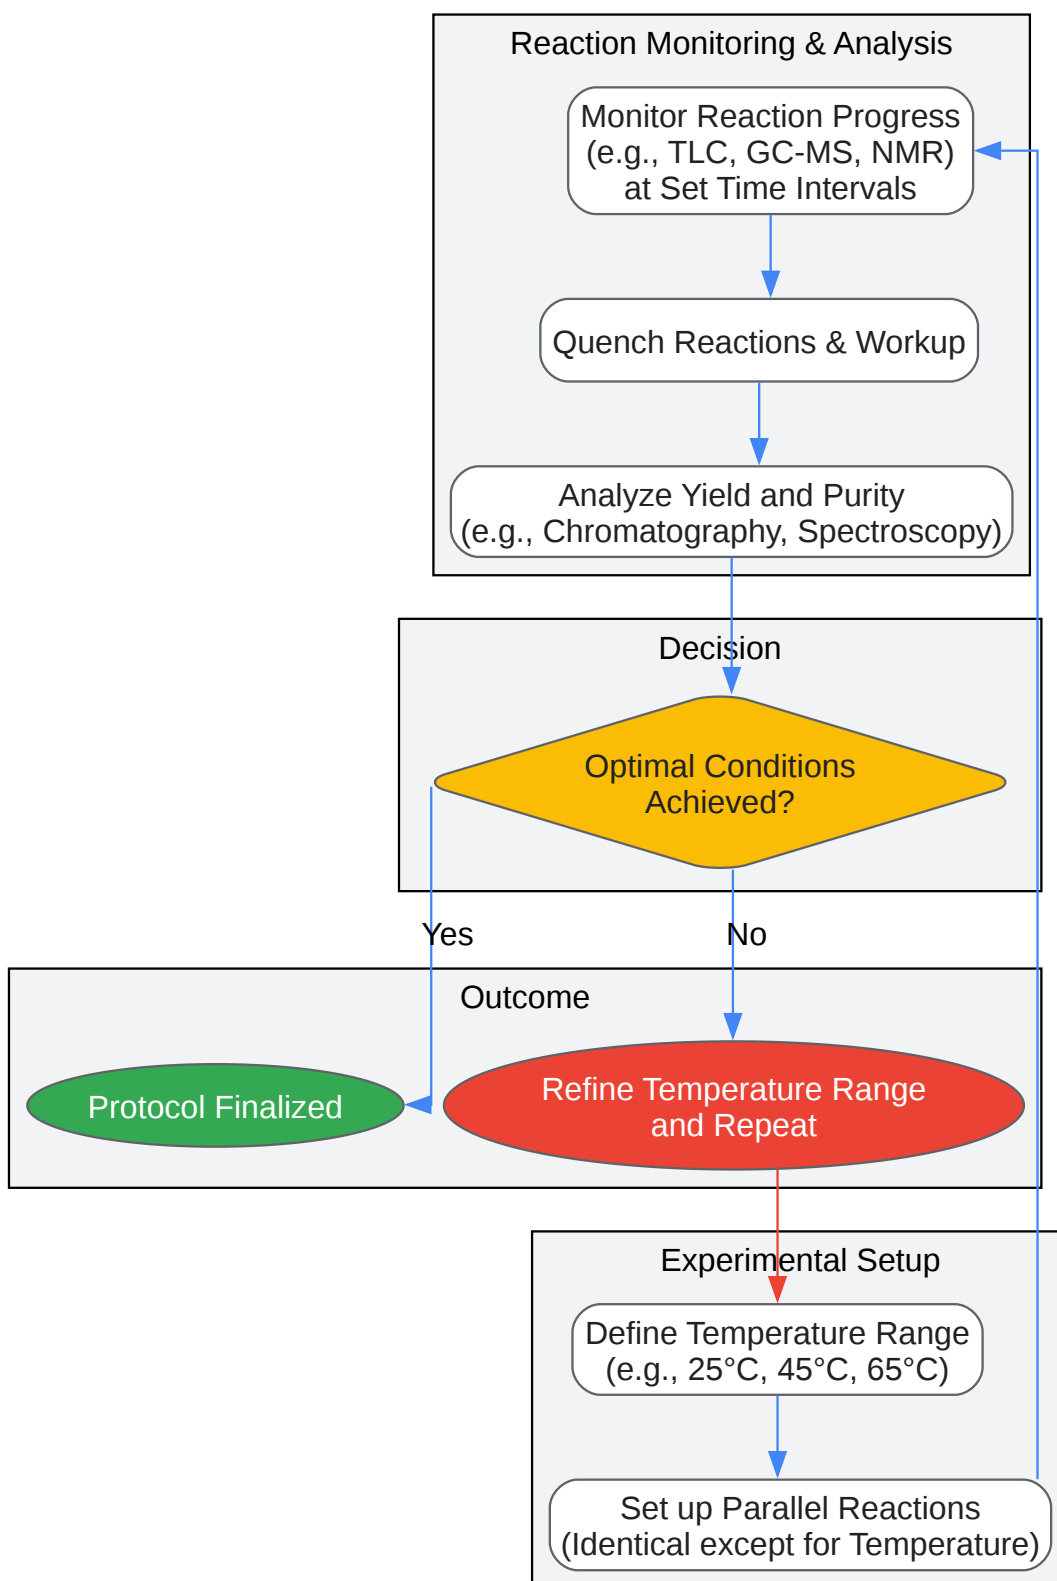 Reaction Monitoring & Analysis
Monitor Reaction Progress
(e.g., TLC, GC-MS, NMR)
at Set Time Intervals
Quench Reactions & Workup
Analyze Yield and Purity
(e.g., Chromatography, Spectroscopy)
Decision
Optimal Conditions
Achieved?
Yes
No
Outcome
Protocol Finalized
Refine Temperature Range
and Repeat
Experimental Setup
Define Temperature Range
(e.g., 25°C, 45°C, 65°C)
Set up Parallel Reactions
(Identical except for Temperature)